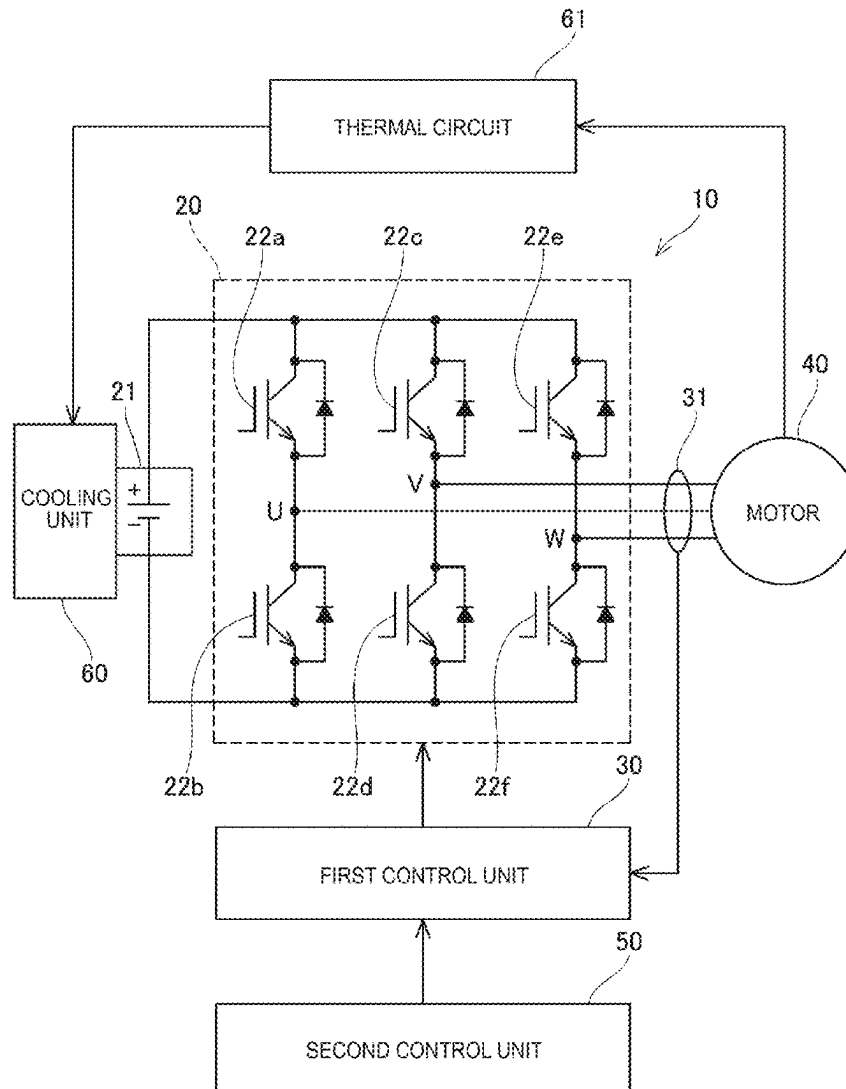 61
THERMAL CIRCUIT
10
20
22a
22c
22e
40
21
31
COOLING
UNIT
+
−
V
U
W
MOTOR
60
22b
22d
22f
30
FIRST CONTROL UNIT
50
SECOND CONTROL UNIT